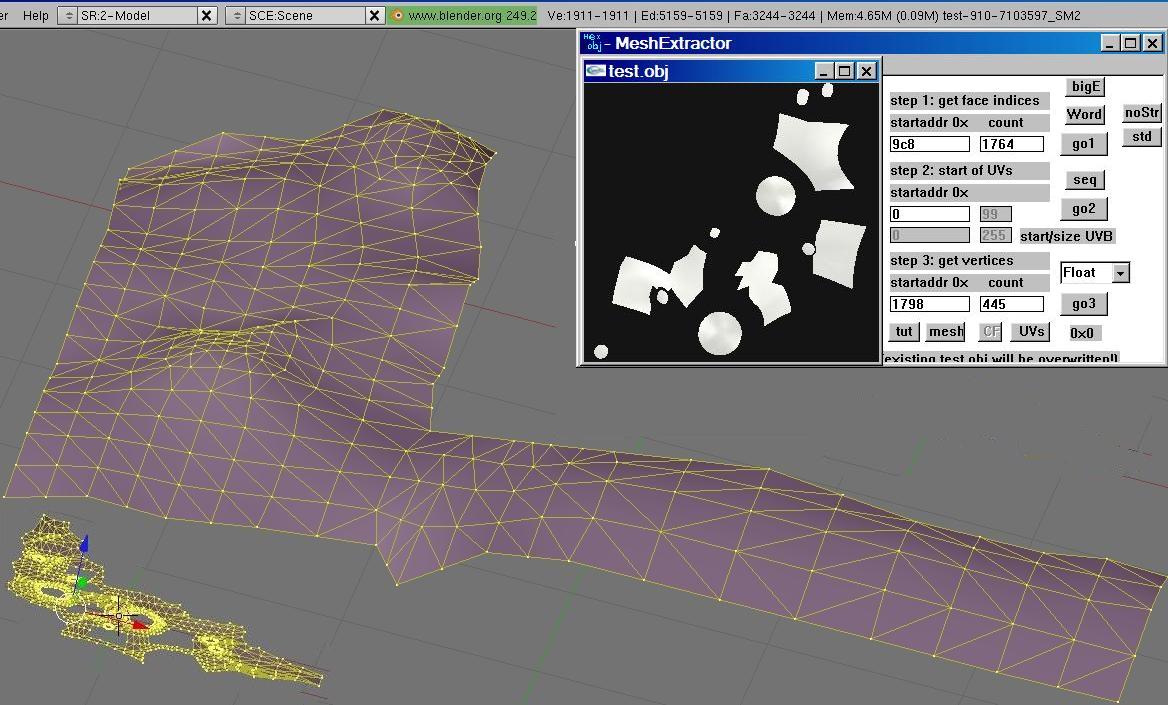 er Help SR:2-Model SCE:Scene www.blender.org 249.2 Ve:1911-1911 | Ed:5159-5159 | Fa:3244-3244 | Mem:4.65M (0.09M) test-910-7103597_SM2
Hex obj - MeshExtractor
test.obj
bigE
step 1: get face indices
startaddr 0x count Word noStr
9c8 1764 go1 std
step 2: start of UVs
startaddr 0x seq
0 99 go2
0 255 start/size UVB
step 3: get vertices
startaddr 0x count Float
1798 445 go3
tut mesh CF UVs 0x0
(existing test.obj will be overwritten!)